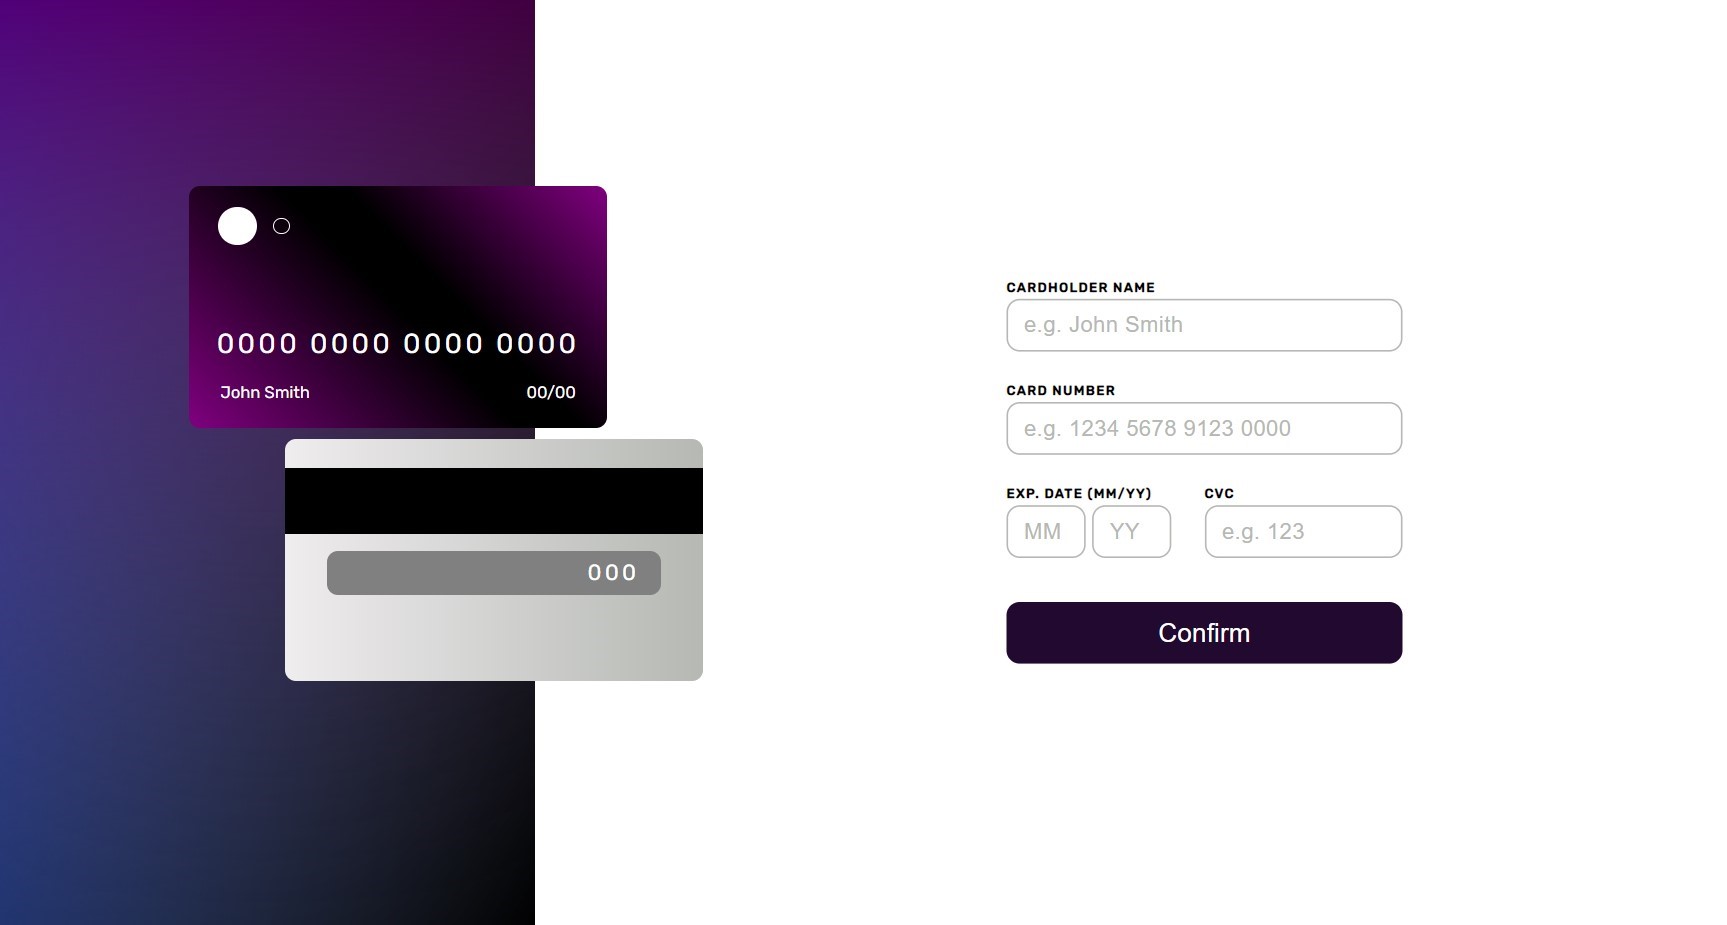 0000 0000 0000 0000
John Smith 00/00
000
CARDHOLDER NAME
e.g. John Smith
CARD NUMBER
e.g. 1234 5678 9123 0000
EXP. DATE (MM/YY) CVC
MM YY e.g. 123
Confirm